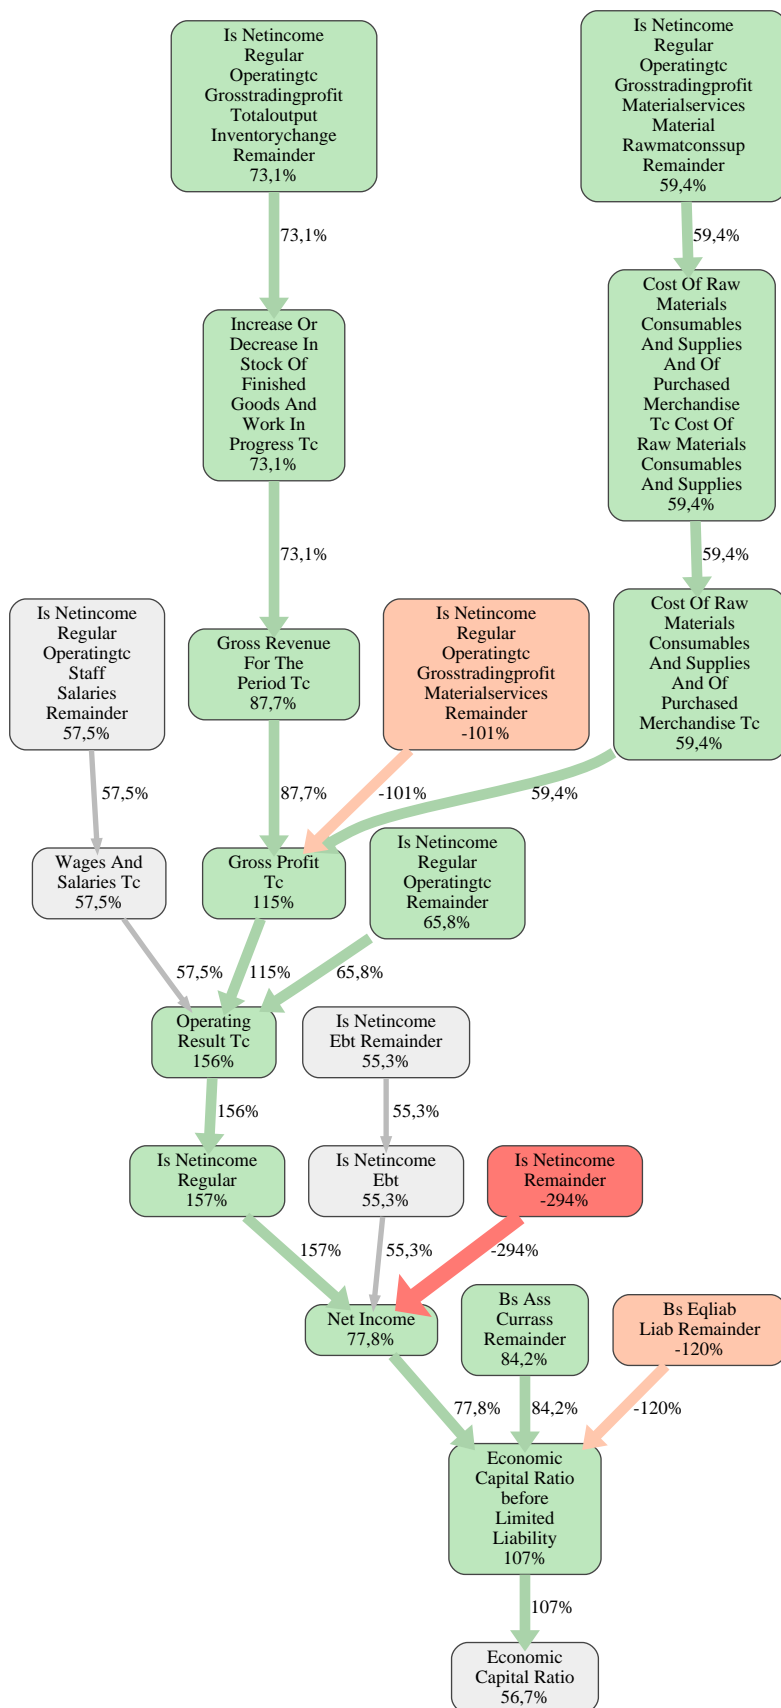 Is Netincome
Regular
Operatingtc
Grosstradingprofit
Totaloutput
Inventorychange
Remainder
73,1%
Is Netincome
Regular
Operatingtc
Grosstradingprofit
Materialservices
Material
Rawmatconssup
Remainder
59,4%
73,1%
59,4%
Increase Or
Decrease In
Stock Of
Finished
Goods And
Work In
Progress Tc
73,1%
Cost Of Raw
Materials
Consumables
And Supplies
And Of
Purchased
Merchandise
Tc Cost Of
Raw Materials
Consumables
And Supplies
59,4%
73,1%
59,4%
Is Netincome
Regular
Operatingtc
Staff
Salaries
Remainder
57,5%
Gross Revenue
For The
Period Tc
87,7%
Is Netincome
Regular
Operatingtc
Grosstradingprofit
Materialservices
Remainder
-101%
Cost Of Raw
Materials
Consumables
And Supplies
And Of
Purchased
Merchandise Tc
59,4%
57,5%
87,7%
-101%
59,4%
Wages And
Salaries Tc
57,5%
Gross Profit
Tc
115%
Is Netincome
Regular
Operatingtc
Remainder
65,8%
57,5%
115%
65,8%
Operating
Result Tc
156%
Is Netincome
Ebt Remainder
55,3%
156%
55,3%
Is Netincome
Regular
157%
Is Netincome
Ebt
55,3%
Is Netincome
Remainder
-294%
157%
55,3%
-294%
Net Income
77,8%
Bs Ass
Currass
Remainder
84,2%
Bs Eqliab
Liab Remainder
-120%
77,8%
84,2%
-120%
Economic
Capital Ratio
before
Limited
Liability
107%
107%
Economic
Capital Ratio
56,7%